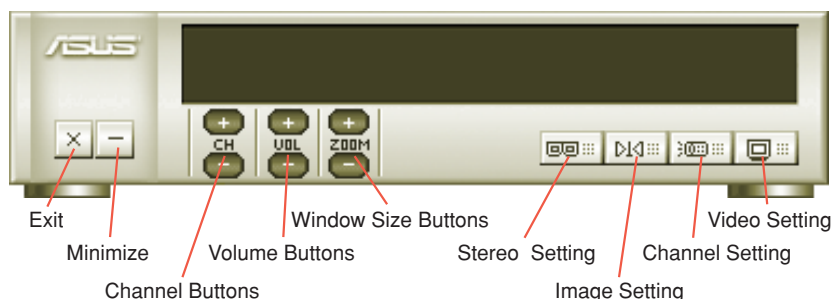 ASUS
CH VOL ZOOM
Exit Window Size Buttons Video Setting
Minimize Volume Buttons Stereo Setting Channel Setting
Channel Buttons Image Setting